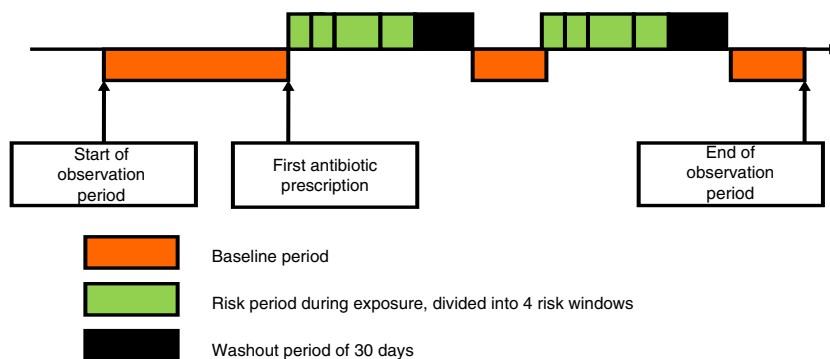 Start of
observation
period
First antibiotic
prescription
End of
observation
period
Baseline period
Risk period during exposure, divided into 4 risk windows
Washout period of 30 days